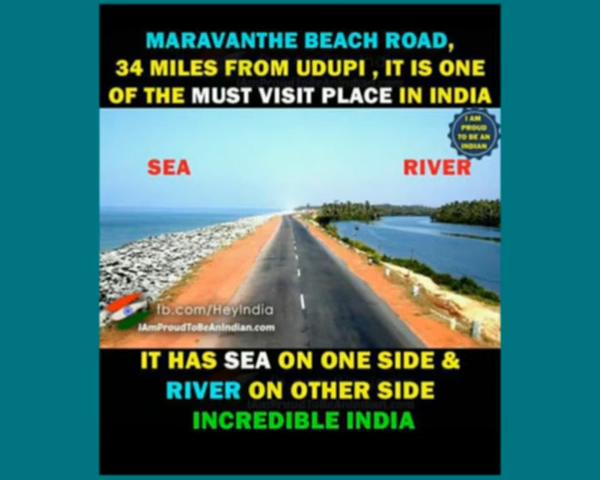 MARAVANTHE BEACH ROAD,
34 MILES FROM UDUPI , IT IS ONE
OF THE MUST VISIT PLACE IN INDIA
I AM
PROUD
TO BE AN
INDIAN
SEA
RIVER
fb.com/HeyIndia
IAmProudToBeAnIndian.com
IT HAS SEA ON ONE SIDE &
RIVER ON OTHER SIDE
INCREDIBLE INDIA